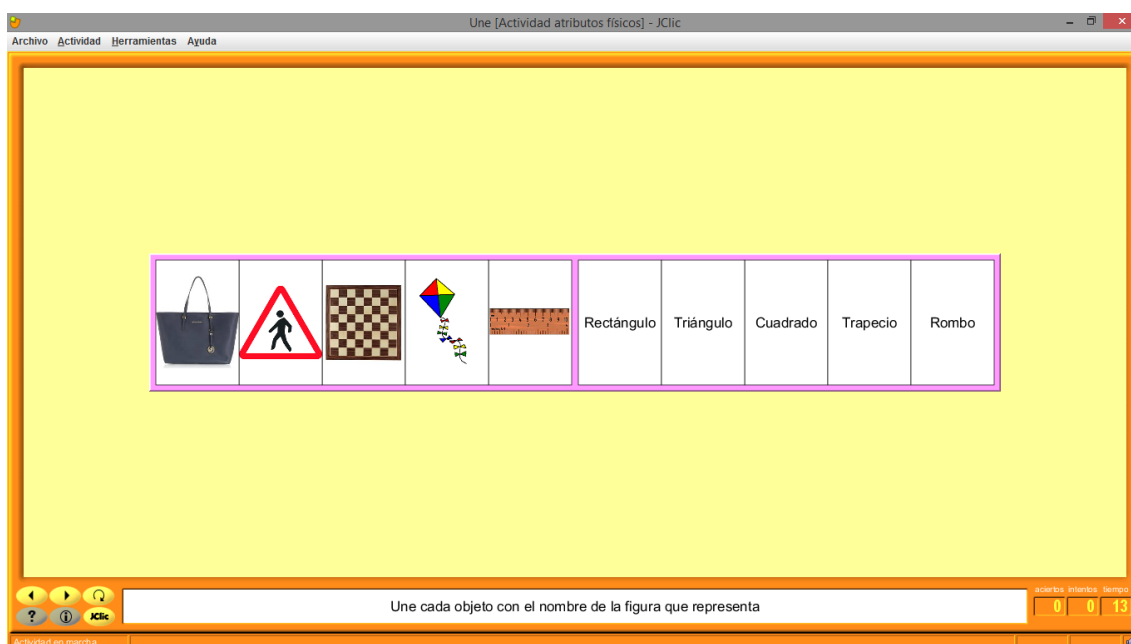 Une [Actividad atributos físicos] - JClic
Archivo Actividad Herramientas Ayuda
Rectángulo Triángulo Cuadrado Trapecio Rombo
aciertos intentos tiempo
? i JClic
Une cada objeto con el nombre de la figura que representa
0 0 13
Actividad en marcha